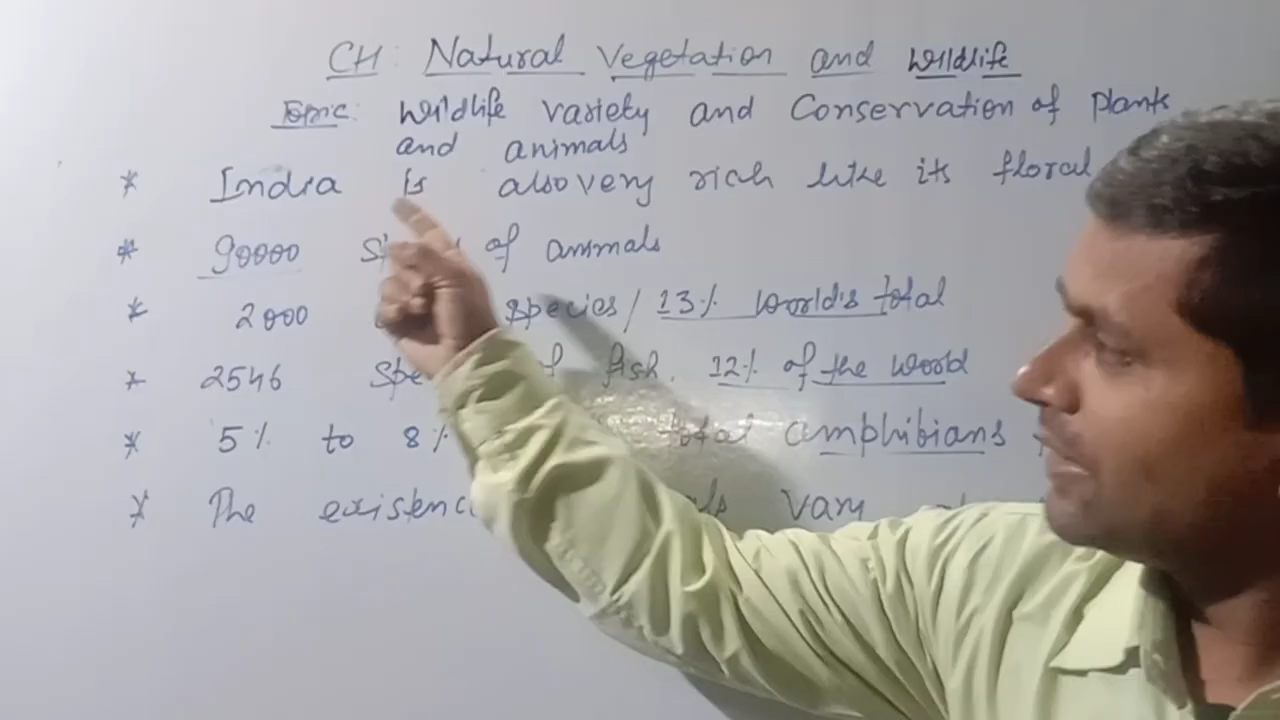 CH: Natural Vegetation and Wildlife
Topic: Wildlife variety and Conservation of plants
and animals
* India is also very rich like its floral
* 90000 of animals
* 2000 species / 13% world's total
* 2546 of fish. 12% of the world
* 5% to 8% total amphibians
* The vary